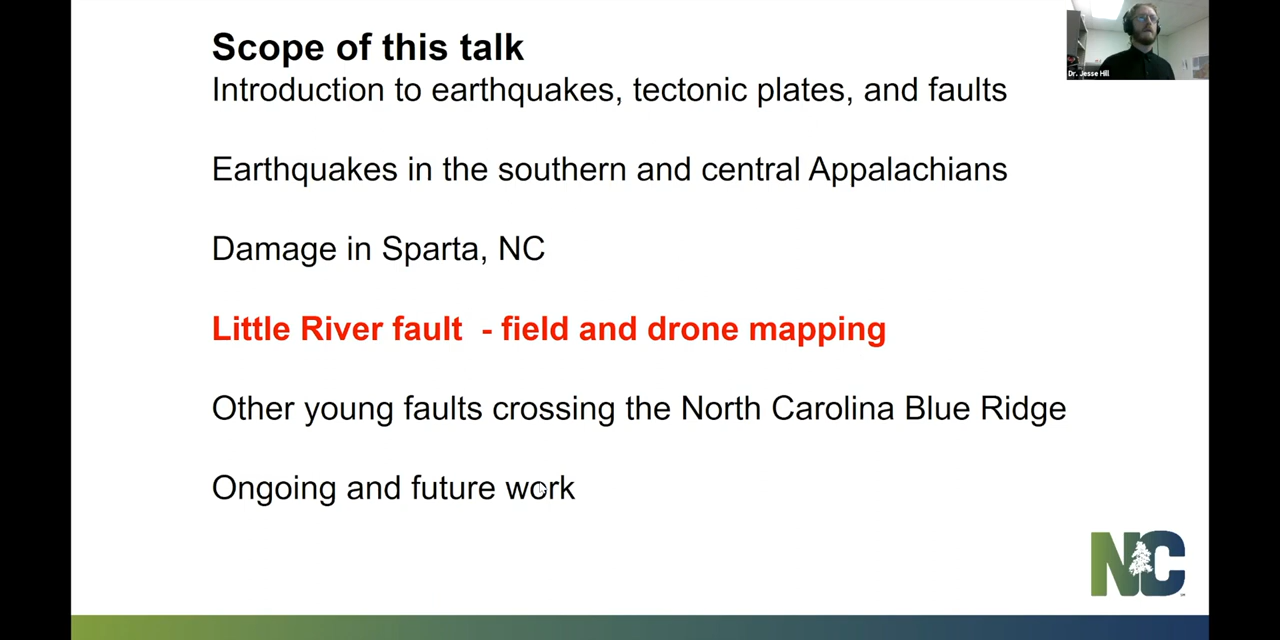 Scope of this talk
Introduction to earthquakes, tectonic plates, and faults
Earthquakes in the southern and central Appalachians
Damage in Sparta, NC
Little River fault - field and drone mapping
Other young faults crossing the North Carolina Blue Ridge
Ongoing and future work
Dr. Jesse Hill
NC